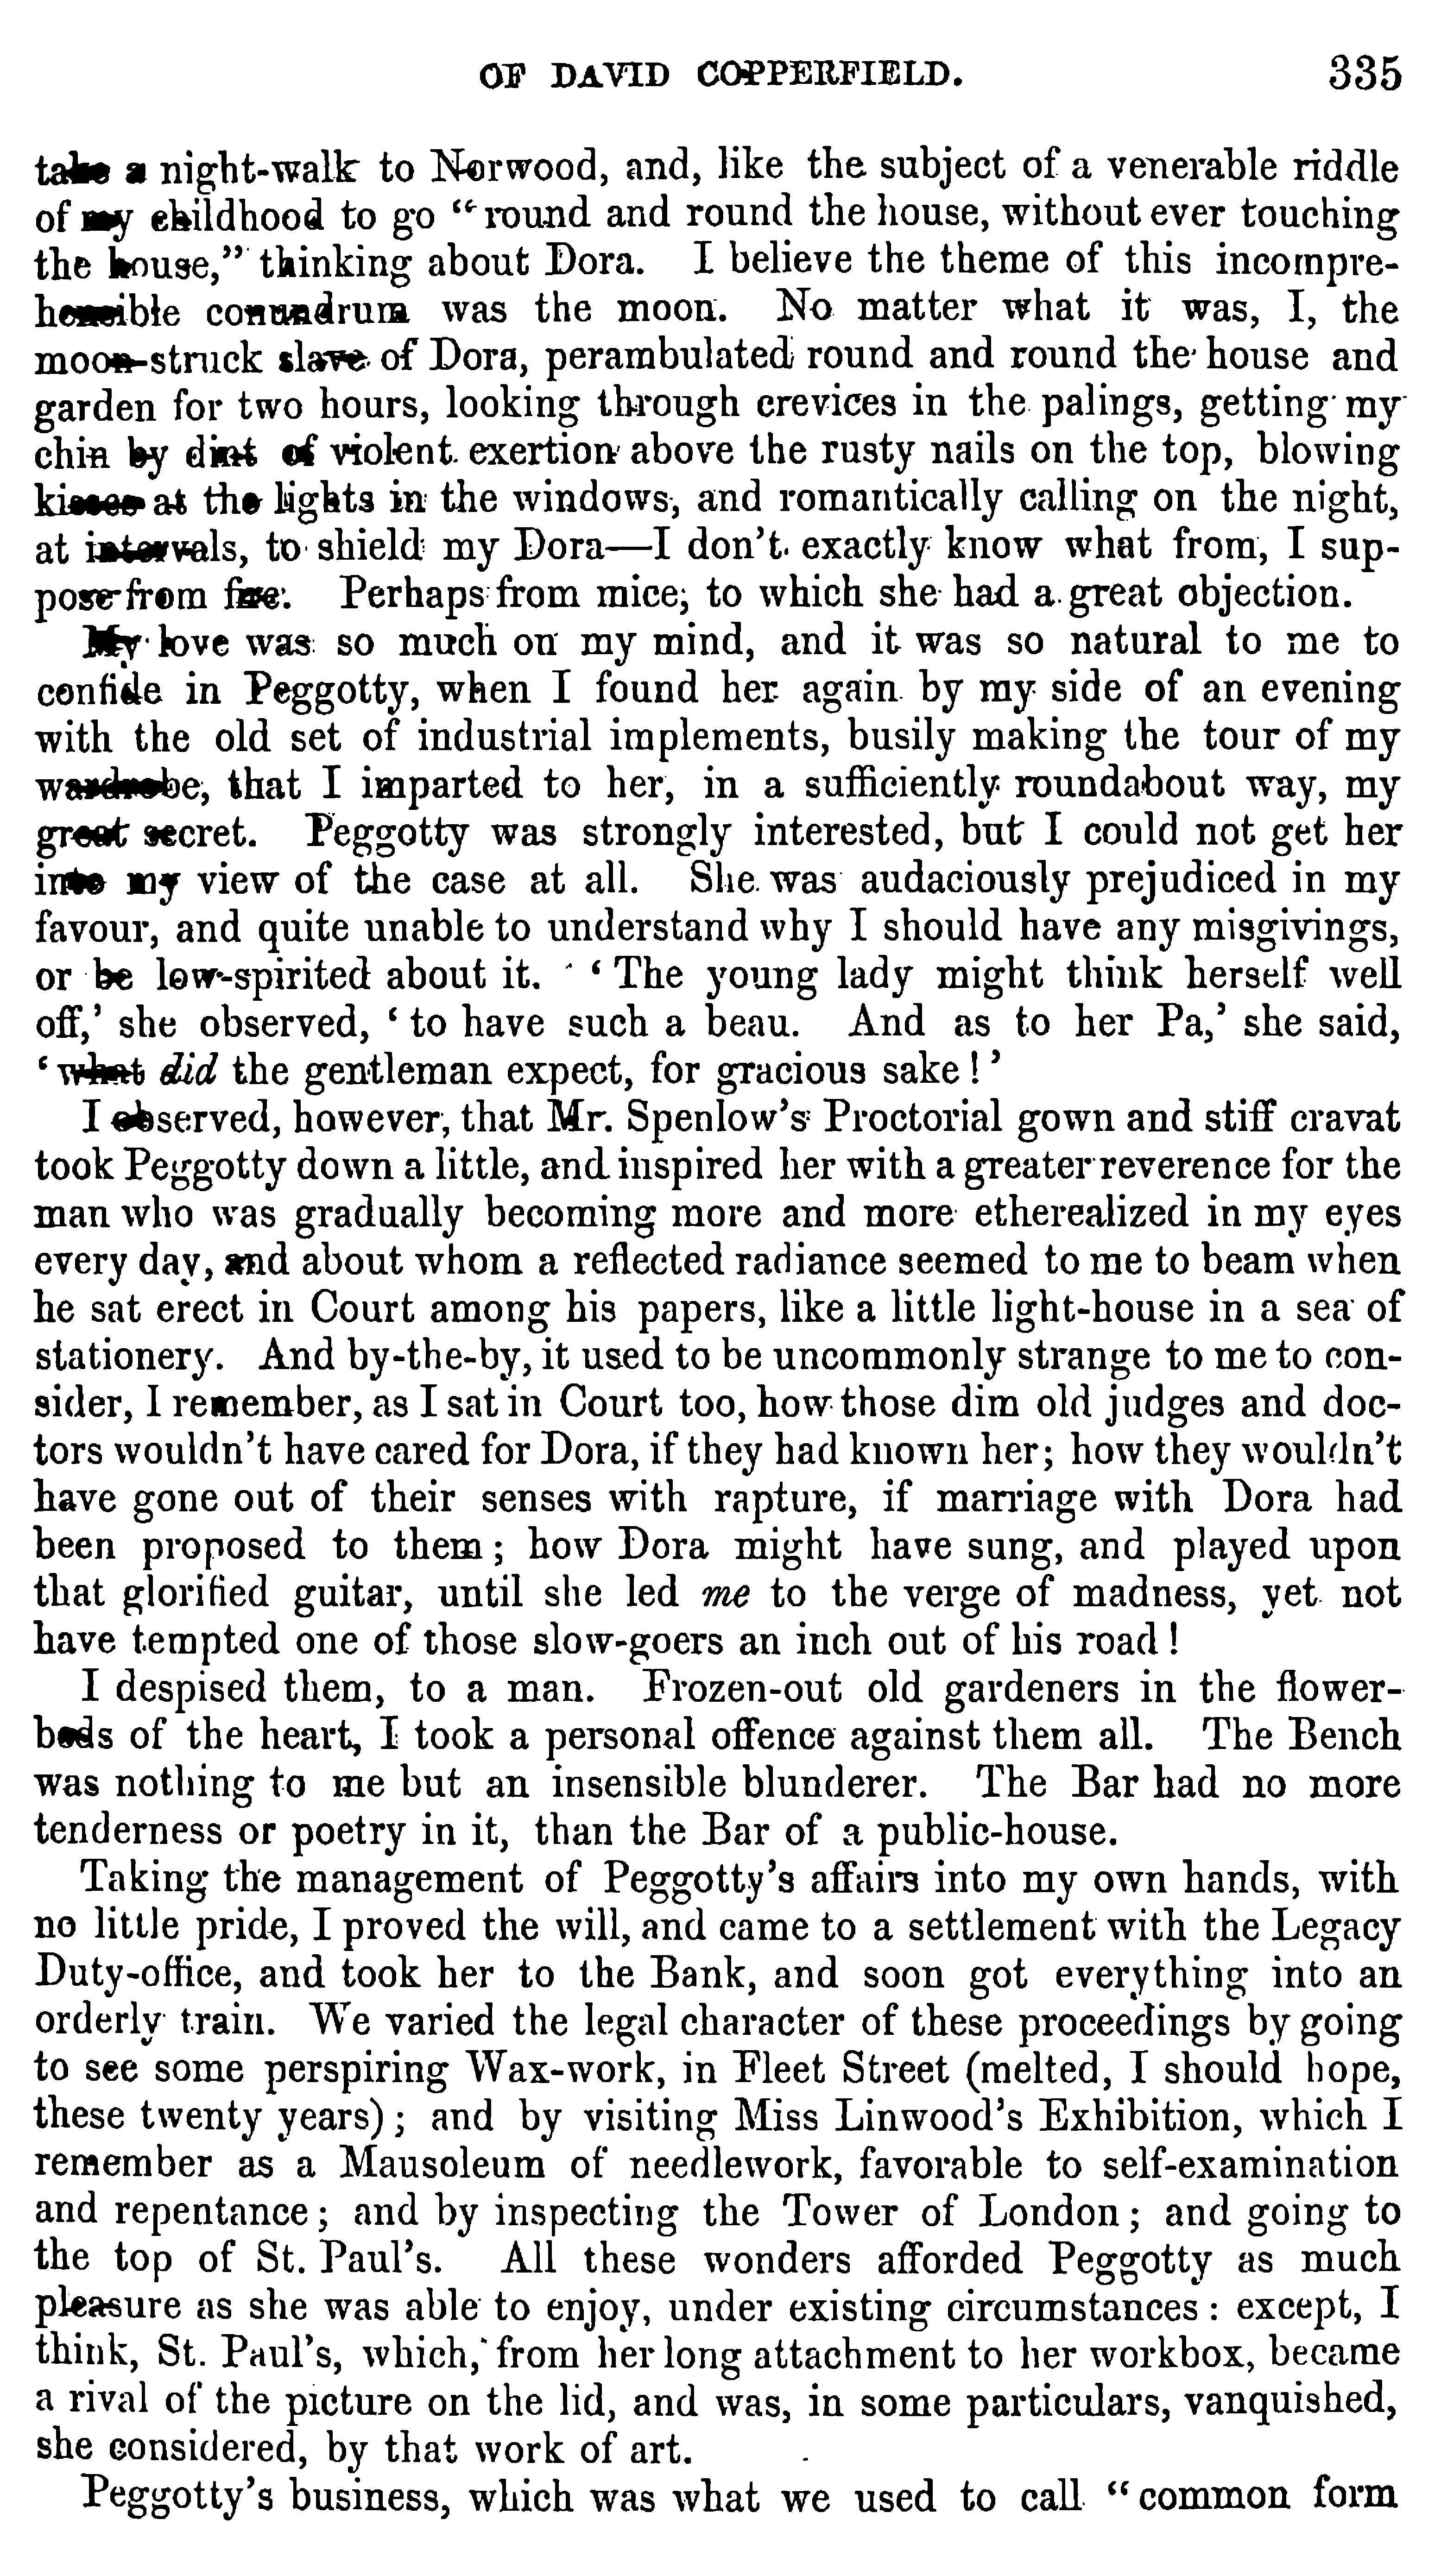 OF DAVID COPPERFIELD. 335
take a night-walk to Norwood, and, like the subject of a venerable riddle
of my childhood to go “round and round the house, without ever touching
the house,” thinking about Dora. I believe the theme of this incompre-
hensible conundrum was the moon. No matter what it was, I, the
moon-struck slave of Dora, perambulated round and round the house and
garden for two hours, looking through crevices in the palings, getting my
chin by dint of violent exertion above the rusty nails on the top, blowing
kisses at the lights in the windows, and romantically calling on the night,
at intervals, to shield my Dora—I don’t exactly know what from, I sup-
pose from fire. Perhaps from mice, to which she had a great objection.
My love was so much on my mind, and it was so natural to me to
confide in Peggotty, when I found her again by my side of an evening
with the old set of industrial implements, busily making the tour of my
wardrobe, that I imparted to her, in a sufficiently roundabout way, my
great secret. Peggotty was strongly interested, but I could not get her
into my view of the case at all. She was audaciously prejudiced in my
favour, and quite unable to understand why I should have any misgivings,
or be low-spirited about it. ‘The young lady might think herself well
off,’ she observed, ‘to have such a beau. And as to her Pa,’ she said,
‘what did the gentleman expect, for gracious sake!’
I observed, however, that Mr. Spenlow’s Proctorial gown and stiff cravat
took Peggotty down a little, and inspired her with a greater reverence for the
man who was gradually becoming more and more etherealized in my eyes
every day, and about whom a reflected radiance seemed to me to beam when
he sat erect in Court among his papers, like a little light-house in a sea of
stationery. And by-the-by, it used to be uncommonly strange to me to con-
sider, I remember, as I sat in Court too, how those dim old judges and doc-
tors wouldn’t have cared for Dora, if they had known her; how they wouldn’t
have gone out of their senses with rapture, if marriage with Dora had
been proposed to them; how Dora might have sung, and played upon
that glorified guitar, until she led me to the verge of madness, yet not
have tempted one of those slow-goers an inch out of his road!
I despised them, to a man. Frozen-out old gardeners in the flower-
beds of the heart, I took a personal offence against them all. The Bench
was nothing to me but an insensible blunderer. The Bar had no more
tenderness or poetry in it, than the Bar of a public-house.
Taking the management of Peggotty’s affairs into my own hands, with
no little pride, I proved the will, and came to a settlement with the Legacy
Duty-office, and took her to the Bank, and soon got everything into an
orderly train. We varied the legal character of these proceedings by going
to see some perspiring Wax-work, in Fleet Street (melted, I should hope,
these twenty years); and by visiting Miss Linwood’s Exhibition, which I
remember as a Mausoleum of needlework, favorable to self-examination
and repentance; and by inspecting the Tower of London; and going to
the top of St. Paul’s. All these wonders afforded Peggotty as much
pleasure as she was able to enjoy, under existing circumstances: except, I
think, St. Paul’s, which, from her long attachment to her workbox, became
a rival of the picture on the lid, and was, in some particulars, vanquished,
she considered, by that work of art.
Peggotty’s business, which was what we used to call “common form